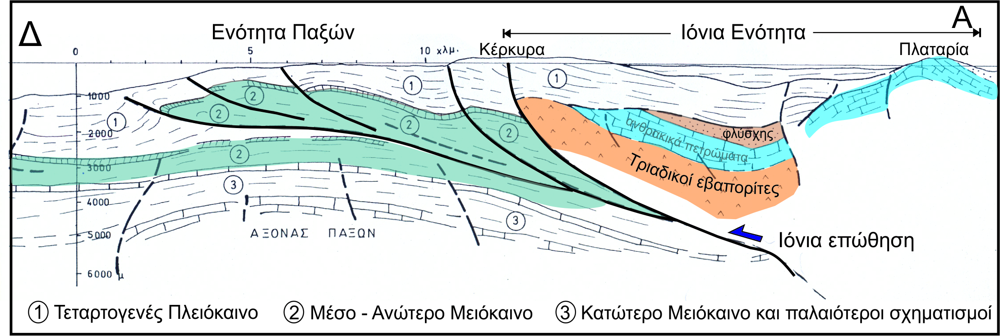 Δ
Α
Ενότητα Παξών
Ιόνια Ενότητα
0 5 10 χλμ.
Κέρκυρα
Πλαταρία
1000
2000
3000
4000
5000
6000 μ
1
1
1
2
2
2
2
2
3
3
ανθρακικά πετρώματα
φλύσχης
Τριαδικοί εβαπορίτες
ΑΞΟΝΑΣ ΠΑΞΩΝ
Ιόνια επώθηση
1 Τεταρτογενές Πλειόκαινο 2 Μέσο - Ανώτερο Μειόκαινο 3 Κατώτερο Μειόκαινο και παλαιότεροι σχηματισμοί